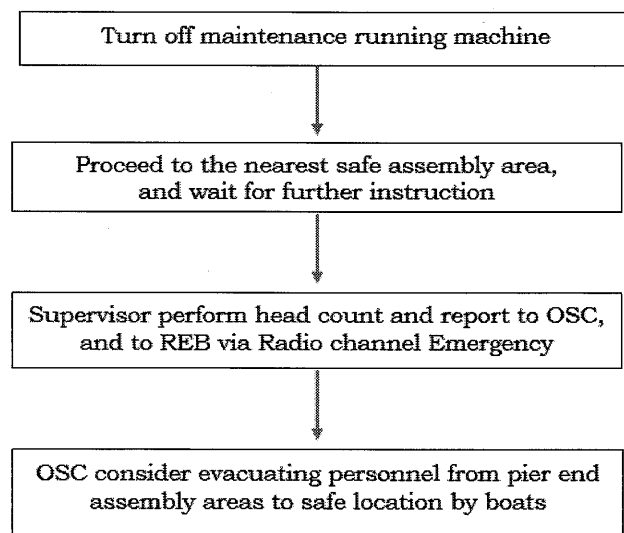 Turn off maintenance running machine
Proceed to the nearest safe assembly area,
and wait for further instruction
Supervisor perform head count and report to OSC,
and to REB via Radio channel Emergency
OSC consider evacuating personnel from pier end
assembly areas to safe location by boats